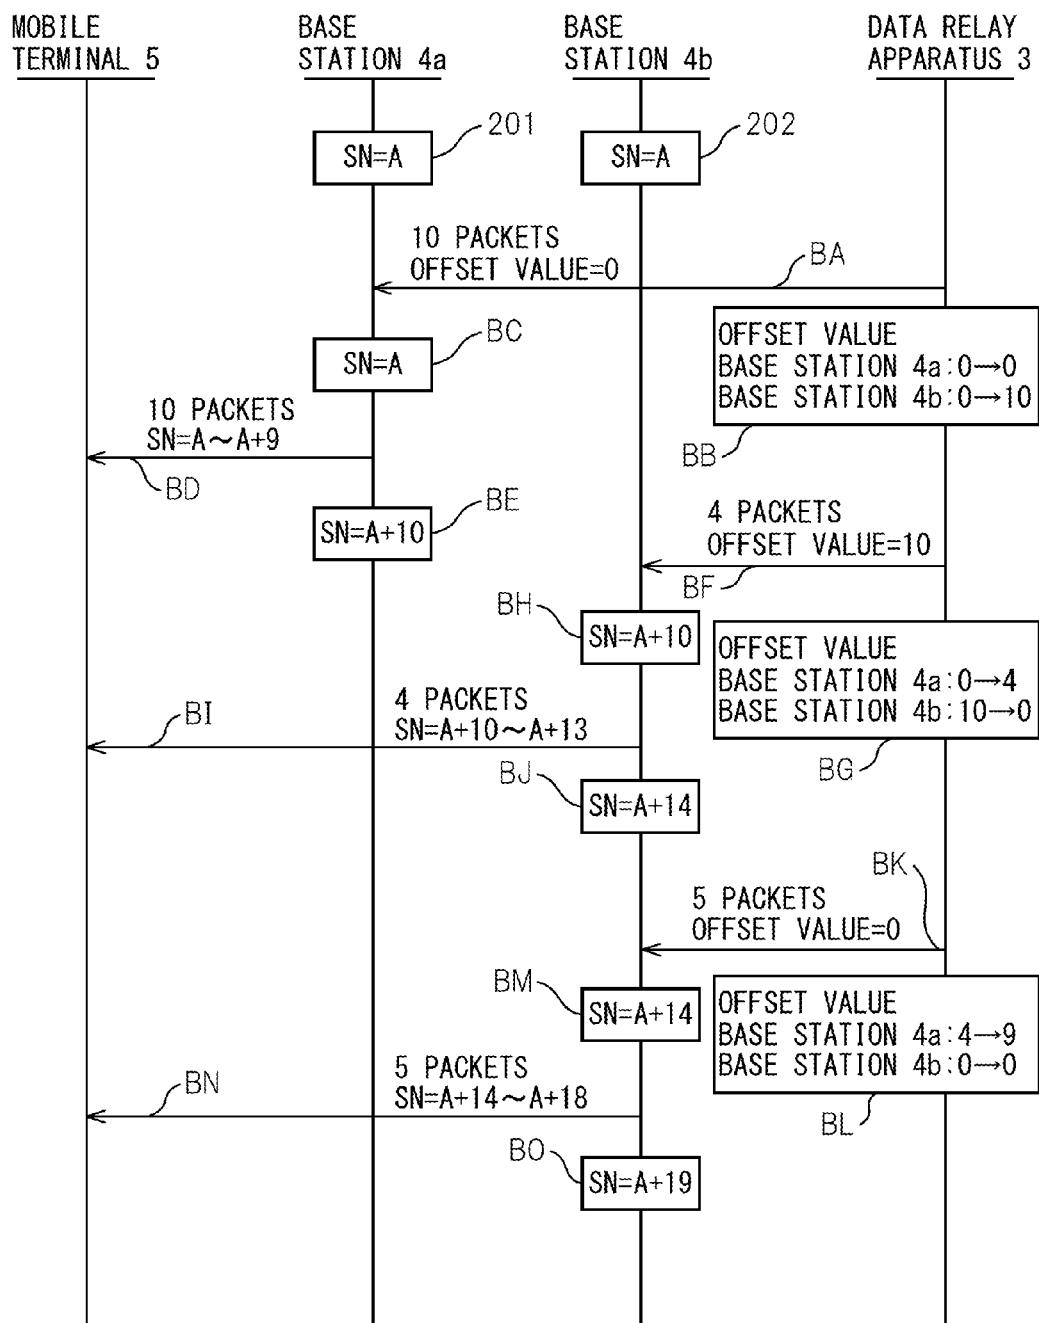 MOBILE
TERMINAL 5
BASE
STATION 4a
BASE
STATION 4b
DATA RELAY
APPARATUS 3
201
SN=A
202
SN=A
10 PACKETS
OFFSET VALUE=0
BA
OFFSET VALUE
BASE STATION 4a:0→0
BASE STATION 4b:0→10
BB
BC
SN=A
10 PACKETS
SN=A~A+9
BD
BE
SN=A+10
4 PACKETS
OFFSET VALUE=10
BF
BH
SN=A+10
OFFSET VALUE
BASE STATION 4a:0→4
BASE STATION 4b:10→0
BG
4 PACKETS
SN=A+10~A+13
BI
BJ
SN=A+14
BK
5 PACKETS
OFFSET VALUE=0
BM
SN=A+14
OFFSET VALUE
BASE STATION 4a:4→9
BASE STATION 4b:0→0
BL
5 PACKETS
SN=A+14~A+18
BN
BO
SN=A+19